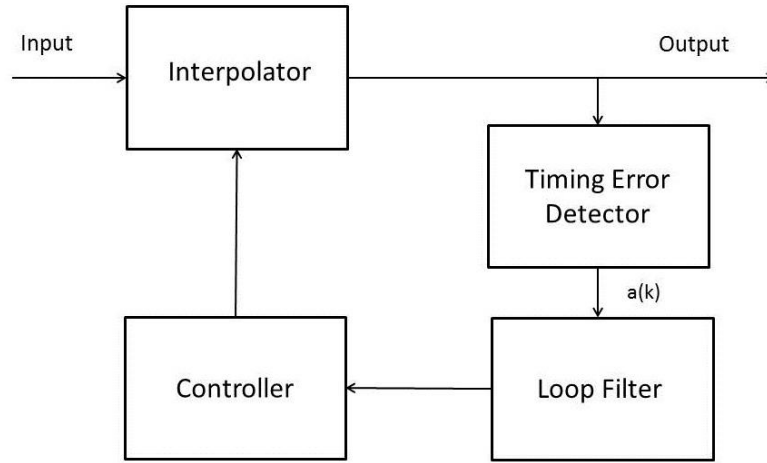 Input
Interpolator
Output
Timing Error
Detector
a(k)
Controller
Loop Filter